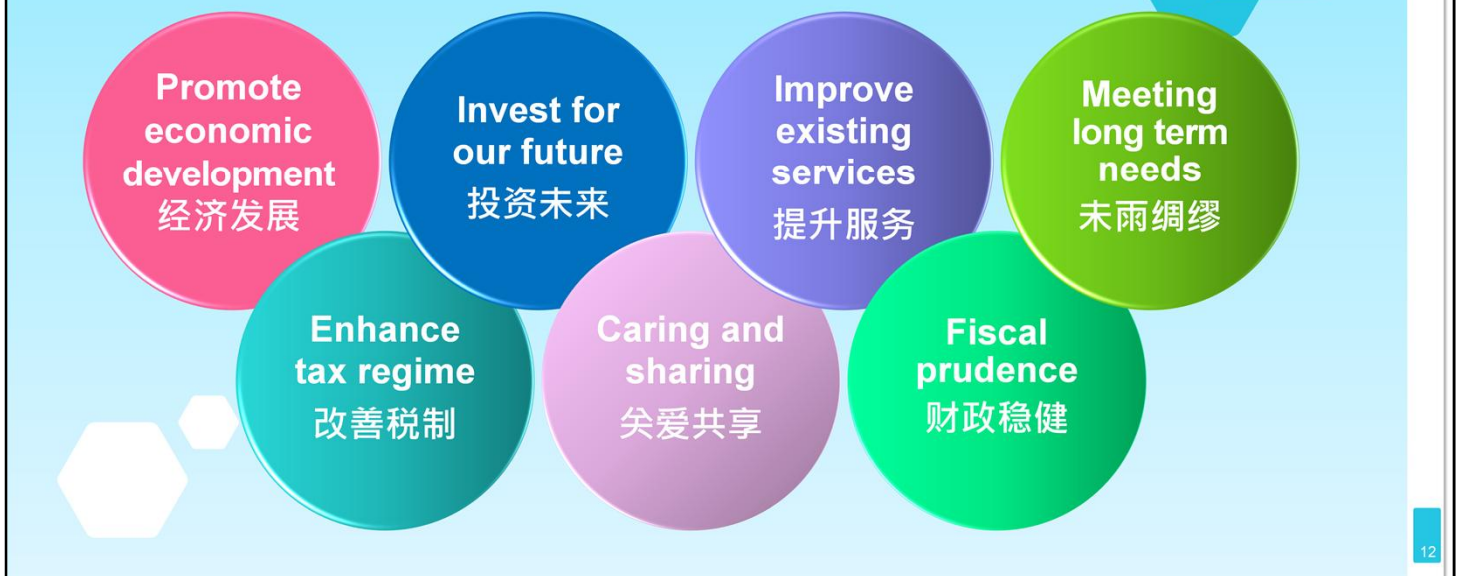 Promote
economic
development
经济发展
Invest for
our future
投资未来
Improve
existing
services
提升服务
Meeting
long term
needs
未雨绸缪
Enhance
tax regime
改善税制
Caring and
sharing
关爱共享
Fiscal
prudence
财政稳健
12